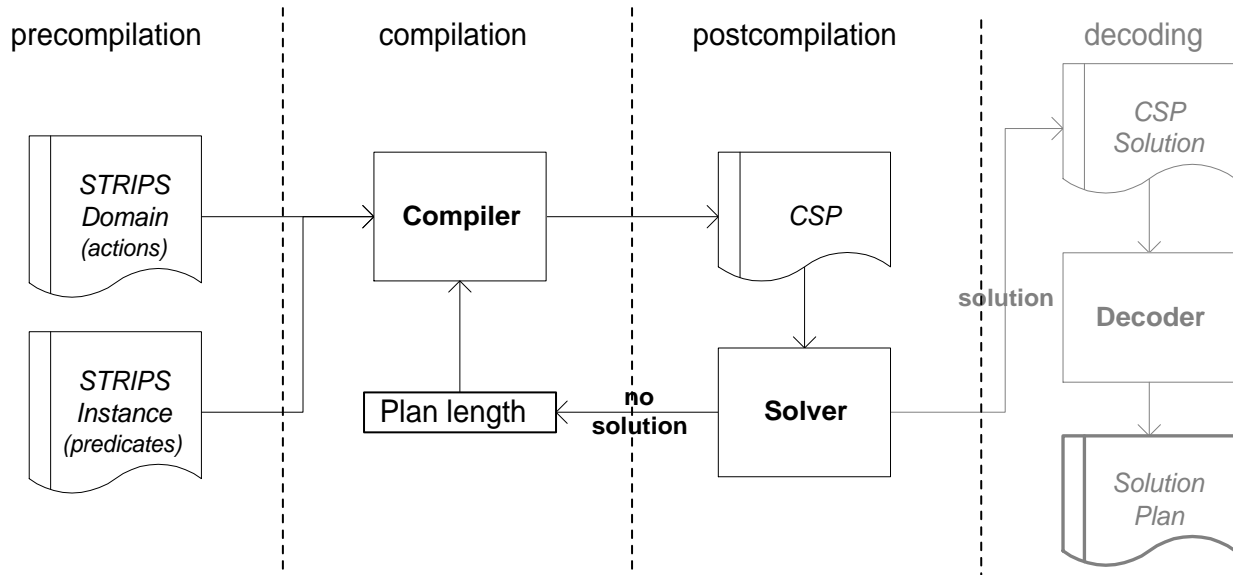 precompilation
compilation
postcompilation
decoding
STRIPS
Domain
(actions)
STRIPS
Instance
(predicates)
Compiler
Plan length
CSP
no
solution
Solver
solution
CSP
Solution
Decoder
Solution
Plan